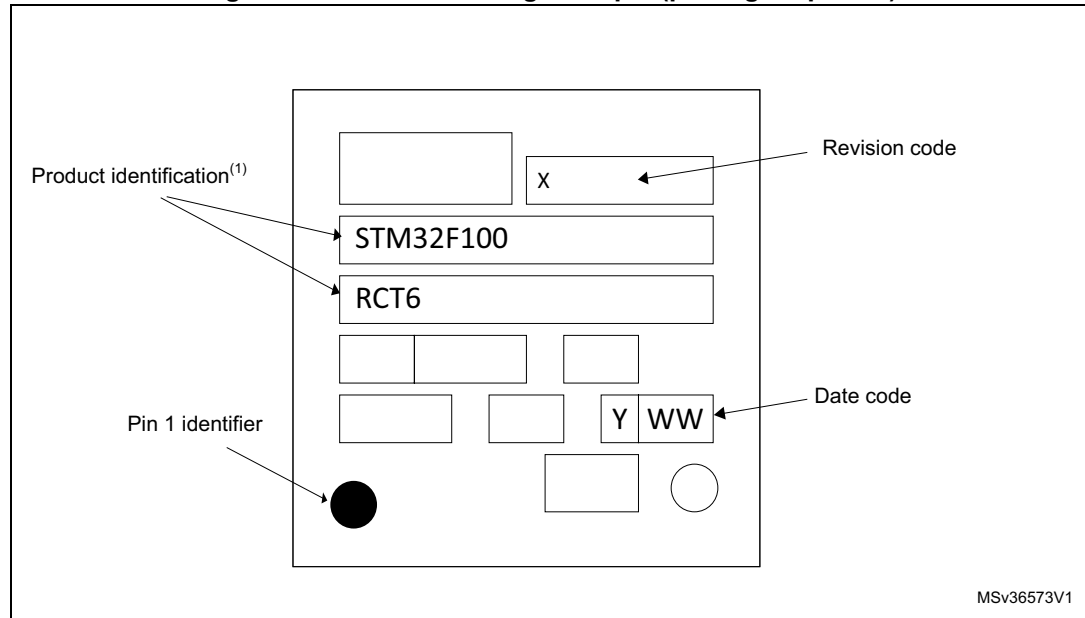 Revision code
Product identification(1)
X
STM32F100
RCT6
Date code
Y WW
Pin 1 identifier
MSv36573V1